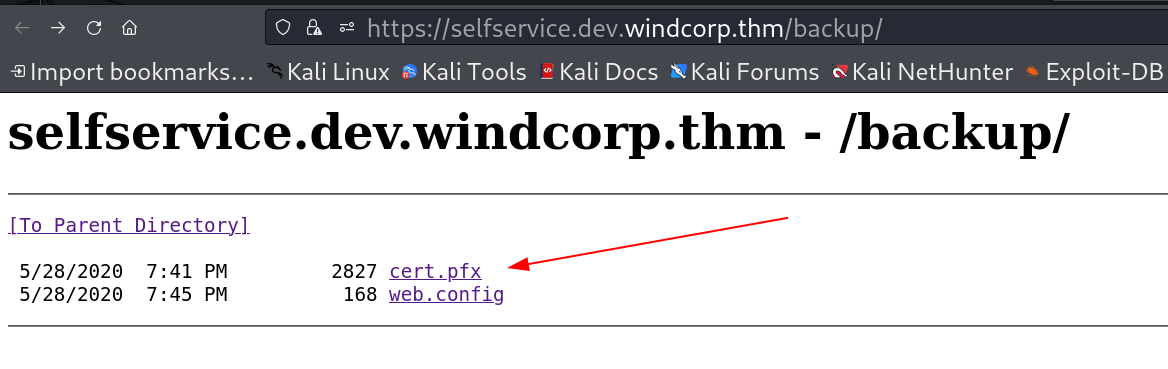 https://selfservice.dev.windcorp.thm/backup/
Import bookmarks... Kali Linux Kali Tools Kali Docs Kali Forums Kali NetHunter Exploit-DB
selfservice.dev.windcorp.thm - /backup/
[To Parent Directory]
5/28/2020 7:41 PM 2827 cert.pfx
5/28/2020 7:45 PM 168 web.config